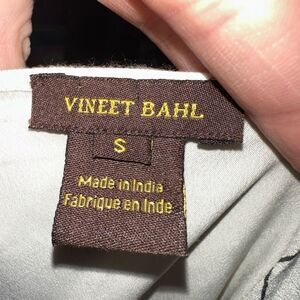 VINEET BAHL
S
Made in India
Fabrique en Inde